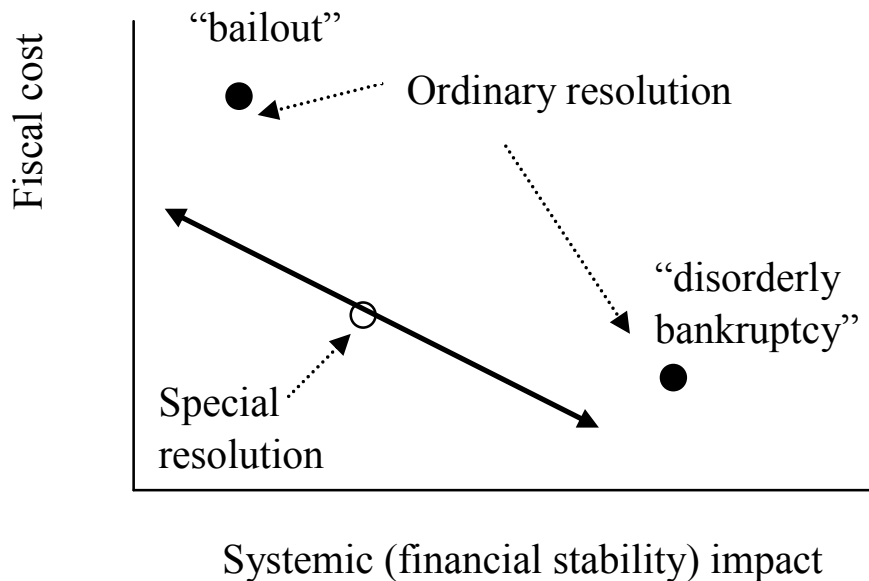 “bailout”
Fiscal cost
Ordinary resolution
“disorderly
bankruptcy”
Special
resolution
Systemic (financial stability) impact